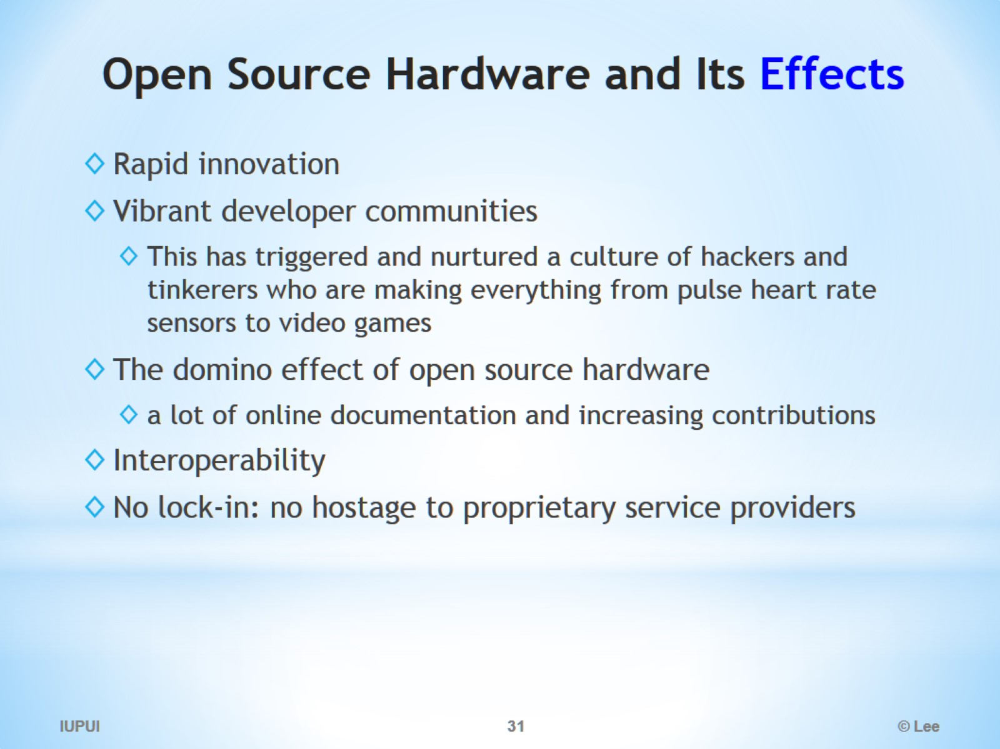 Open Source Hardware and Its Effects
◇ Rapid innovation
◇ Vibrant developer communities
◇ This has triggered and nurtured a culture of hackers and
tinkerers who are making everything from pulse heart rate
sensors to video games
◇ The domino effect of open source hardware
◇ a lot of online documentation and increasing contributions
◇ Interoperability
◇ No lock-in: no hostage to proprietary service providers
IUPUI
31
© Lee